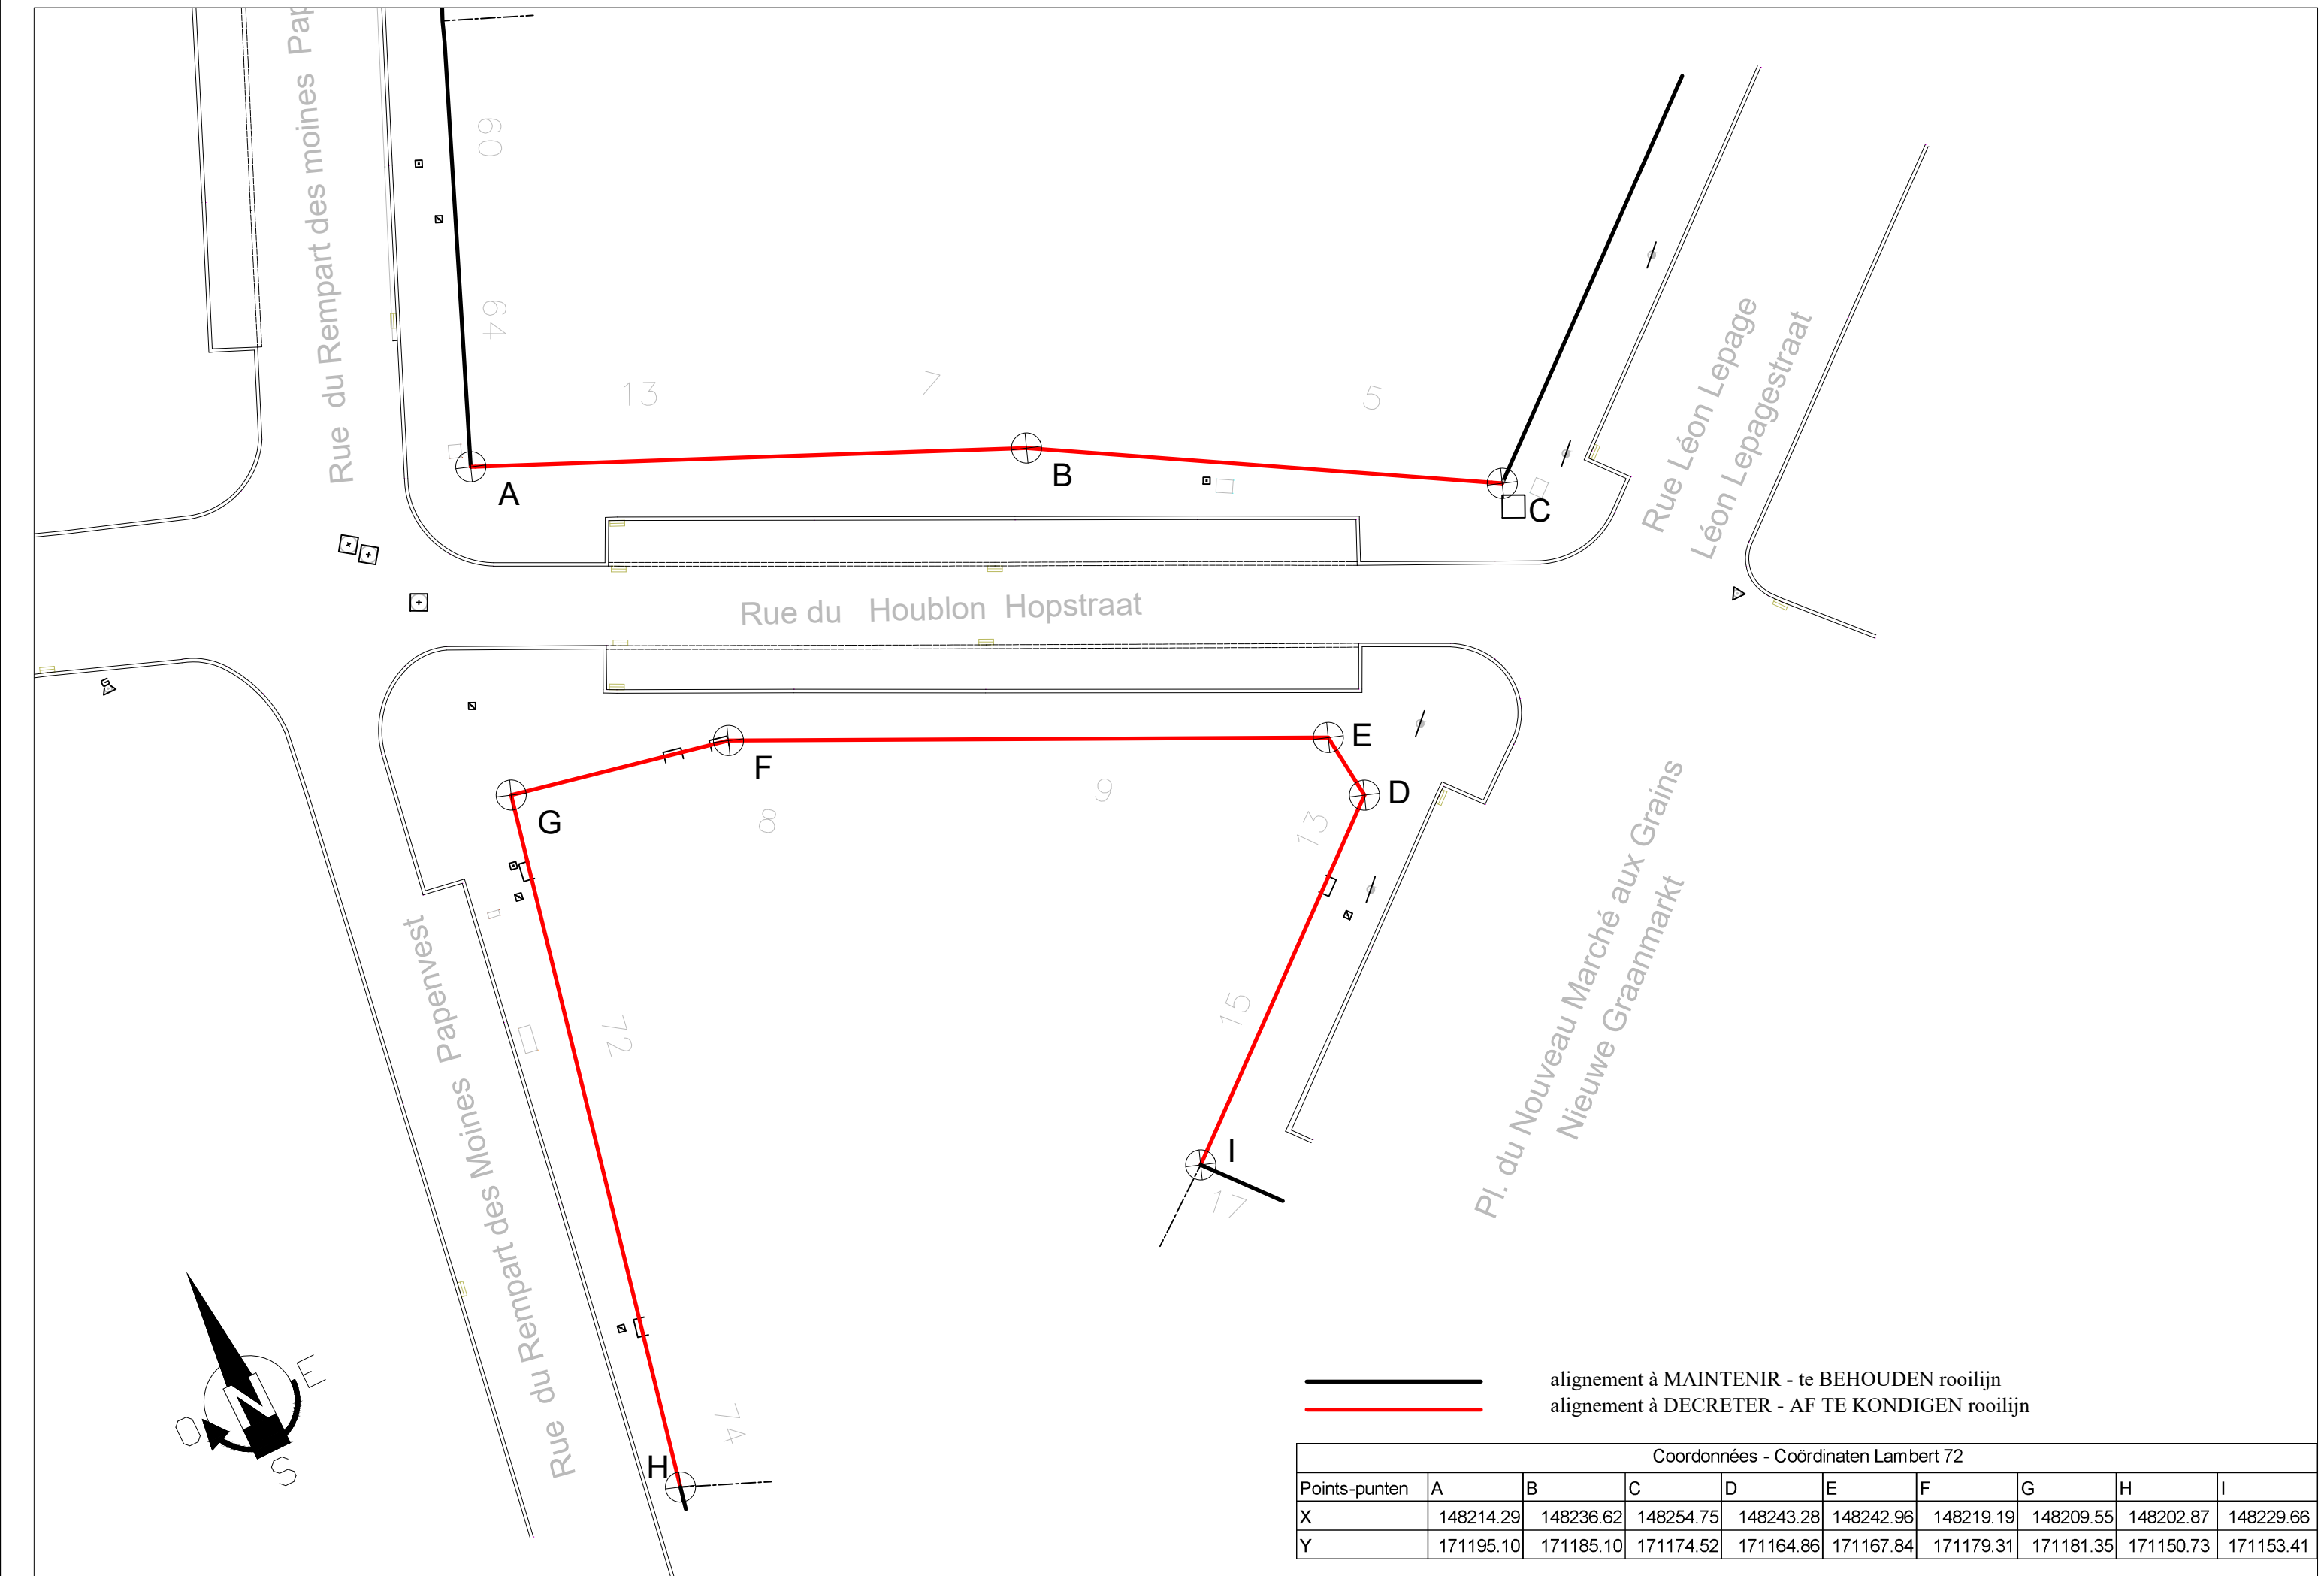 Rue du Rempart des moines Pap
60
64
13
7
5
A
B
C
Rue Léon Lepage
Léon Lepagestraat
Rue du Houblon Hopstraat
G
F
E
D
G
8
9
13
15
72
Rue du Rempart des Moines Papenvest
Pl. du Nouveau Marché aux Grains
Nieuwe Graanmarkt
I
17
74
H
N
E
O
S
alignement à MAINTENIR - te BEHOUDEN rooilijn
alignement à DECRETER - AF TE KONDIGEN rooilijn
Coordonnées - Coördinaten Lambert 72
Points-punten A B C D E F G H I
X 148214.29 148236.62 148254.75 148243.28 148242.96 148219.19 148209.55 148202.87 148229.66
Y 171195.10 171185.10 171174.52 171164.86 171167.84 171179.31 171181.35 171150.73 171153.41